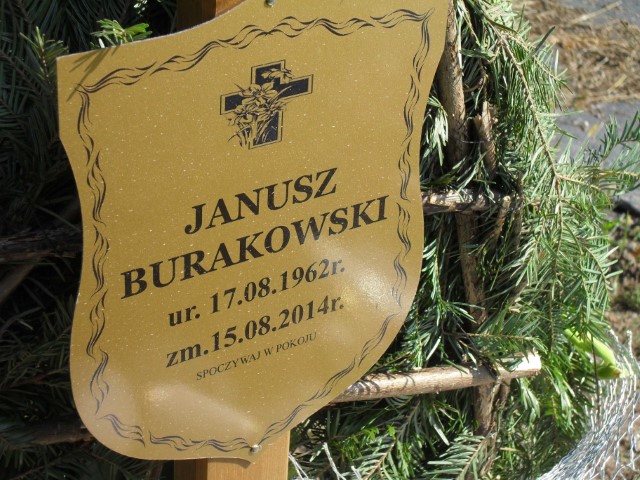 JANUSZ
BURAKOWSKI
ur. 17.08.1962r.
zm.15.08.2014r.
SPOCZYWAJ W POKOJU